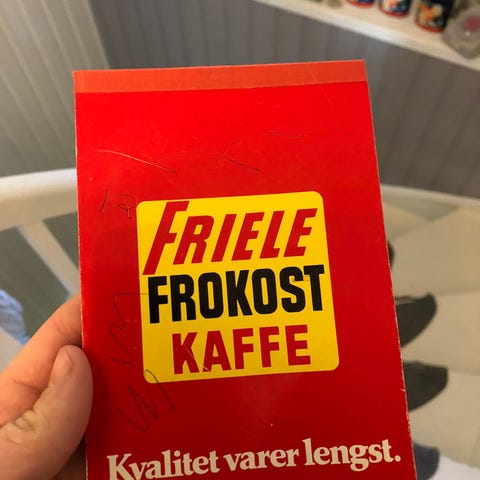 FRIELE
FROKOST
KAFFE
Kvalitet varer lengst.